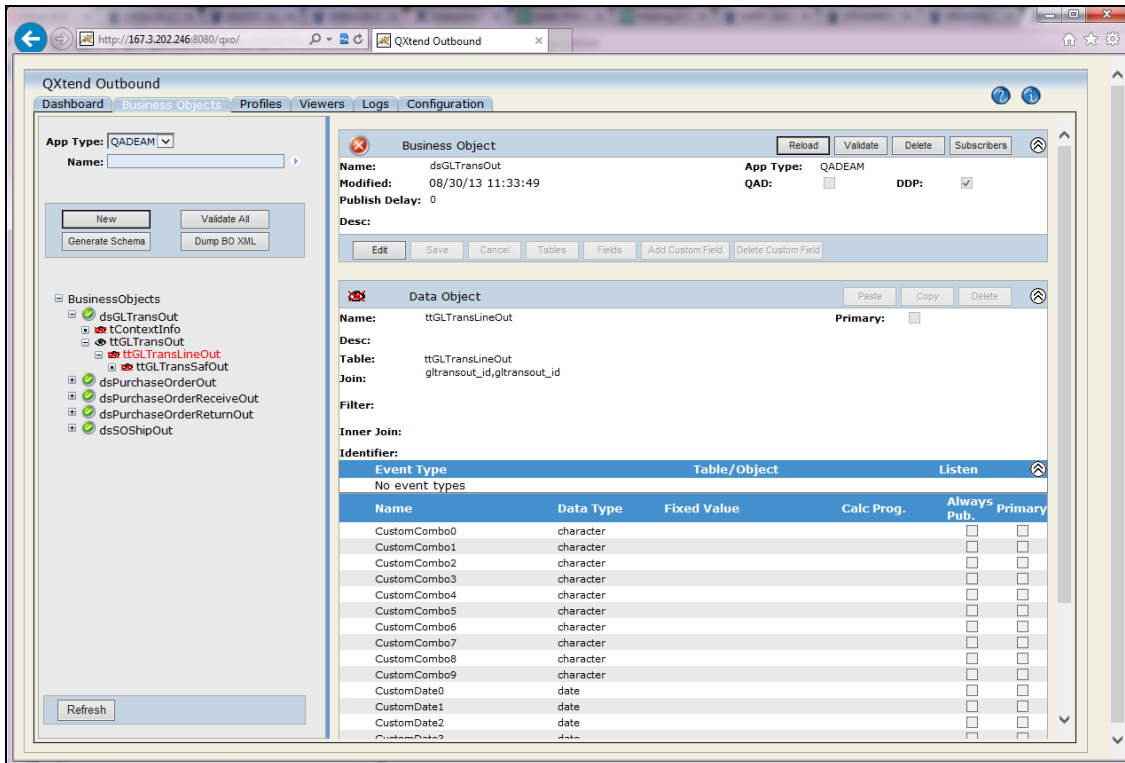 http://167.3.202.246:8080/qxo/
QXtend Outbound
QXtend Outbound
Dashboard Business Objects Profiles Viewers Logs Configuration
App Type: QADEAM
Name:
New Validate All
Generate Schema Dump BO XML
BusinessObjects
dsGLTransOut
tContextInfo
ttGLTransOut
ttGLTransLineOut
ttGLTransSafOut
dsPurchaseOrderOut
dsPurchaseOrderReceiveOut
dsPurchaseOrderReturnOut
dsSOShipOut
Refresh
Business Object Reload Validate Delete Subscribers
Name: dsGLTransOut App Type: QADEAM
Modified: 08/30/13 11:33:49 QAD: DDP:
Publish Delay: 0
Desc:
Edit Save Cancel Tables Fields Add Custom Field Delete Custom Field
Data Object Paste Copy Delete
Name: ttGLTransLineOut Primary:
Desc:
Table: ttGLTransLineOut
Join: gltransout_id,gltransout_id
Filter:
Inner Join:
Identifier:
Event Type Table/Object Listen
No event types
Name Data Type Fixed Value Calc Prog. Always Pub. Primary
CustomCombo0 character
CustomCombo1 character
CustomCombo2 character
CustomCombo3 character
CustomCombo4 character
CustomCombo5 character
CustomCombo6 character
CustomCombo7 character
CustomCombo8 character
CustomCombo9 character
CustomDate0 date
CustomDate1 date
CustomDate2 date
CustomDate3 date